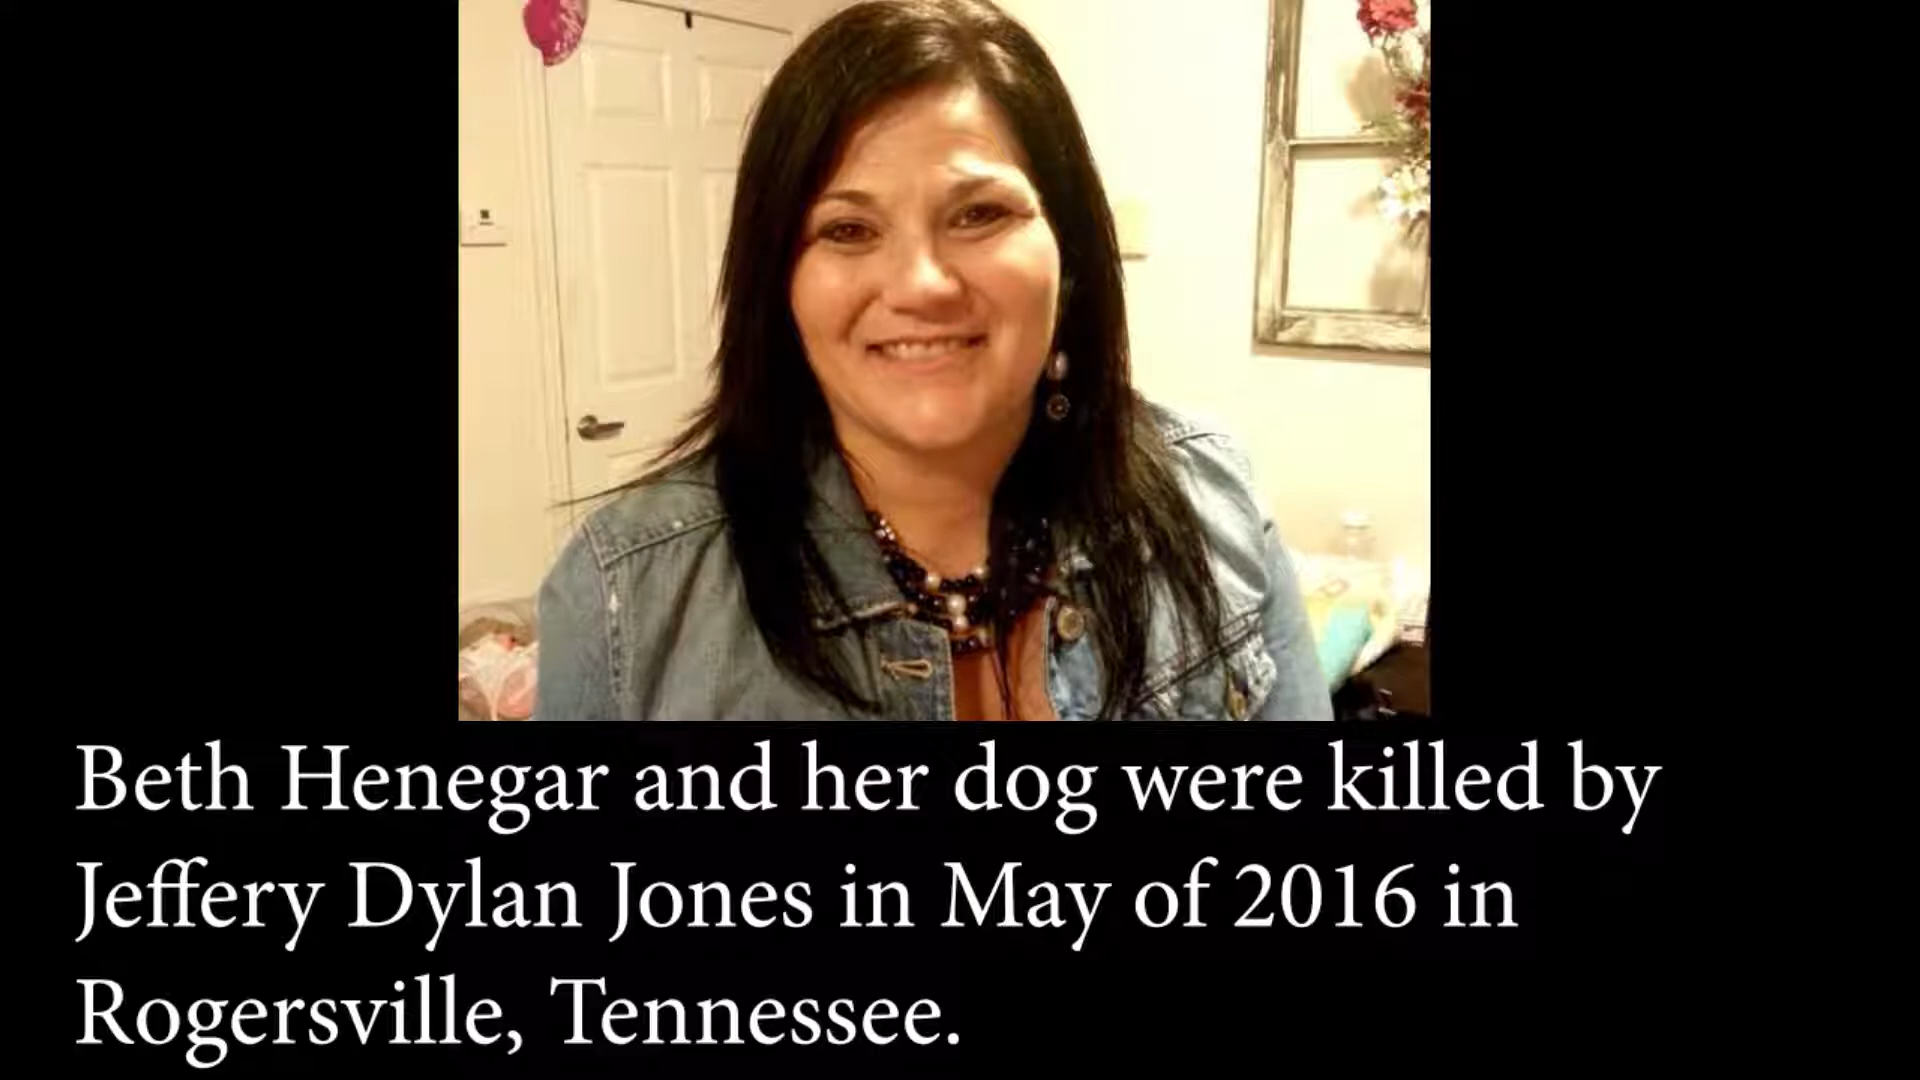 Beth Henegar and her dog were killed by
Jeffery Dylan Jones in May of 2016 in
Rogersville, Tennessee.